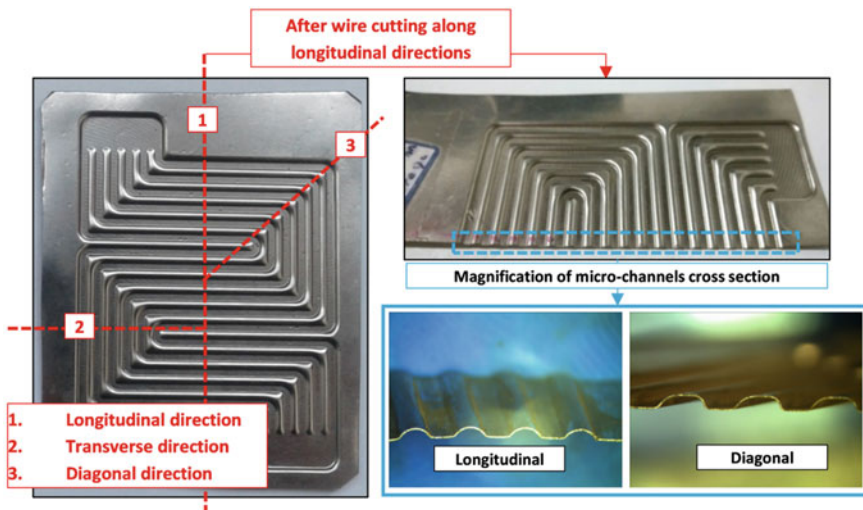 After wire cutting along
longitudinal directions
1
3
2
1. Longitudinal direction
2. Transverse direction
3. Diagonal direction
Magnification of micro-channels cross section
Longitudinal
Diagonal